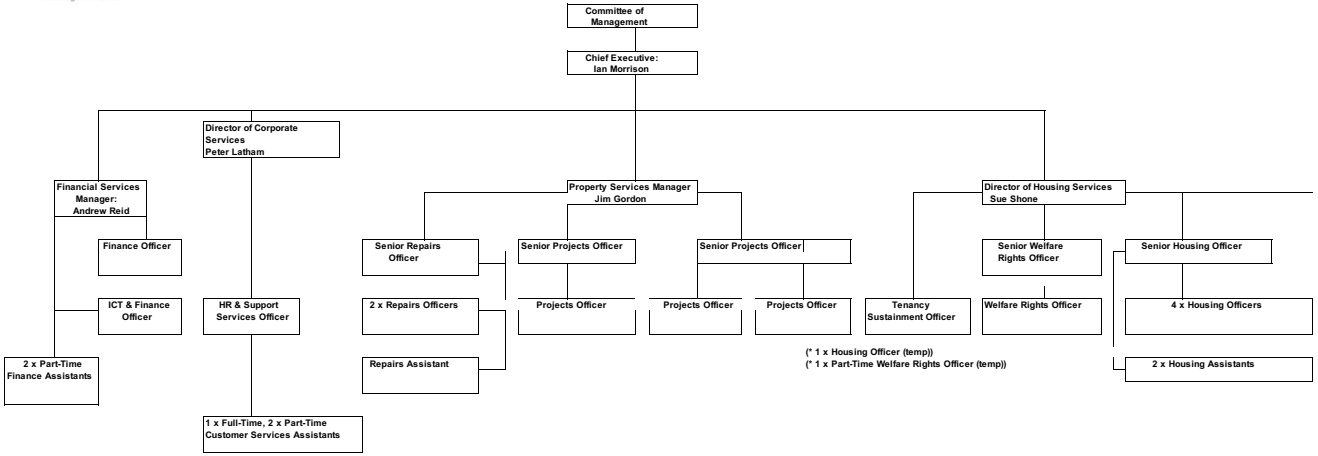 Committee of
Management
Chief Executive:
Ian Morrison
Director of Corporate
Services
Peter Latham
Financial Services
Manager:
Andrew Reid
Property Services Manager
Jim Gordon
Director of Housing Services
Sue Shone
Finance Officer
Senior Repairs
Officer
Senior Projects Officer
Senior Projects Officer
Senior Welfare
Rights Officer
Senior Housing Officer
ICT & Finance
Officer
HR & Support
Services Officer
2 x Repairs Officers
Projects Officer
Projects Officer
Projects Officer
Tenancy
Sustainment Officer
Welfare Rights Officer
4 x Housing Officers
(* 1 x Housing Officer (temp))
(* 1 x Part-Time Welfare Rights Officer (temp))
2 x Part-Time
Finance Assistants
Repairs Assistant
2 x Housing Assistants
1 x Full-Time, 2 x Part-Time
Customer Services Assistants